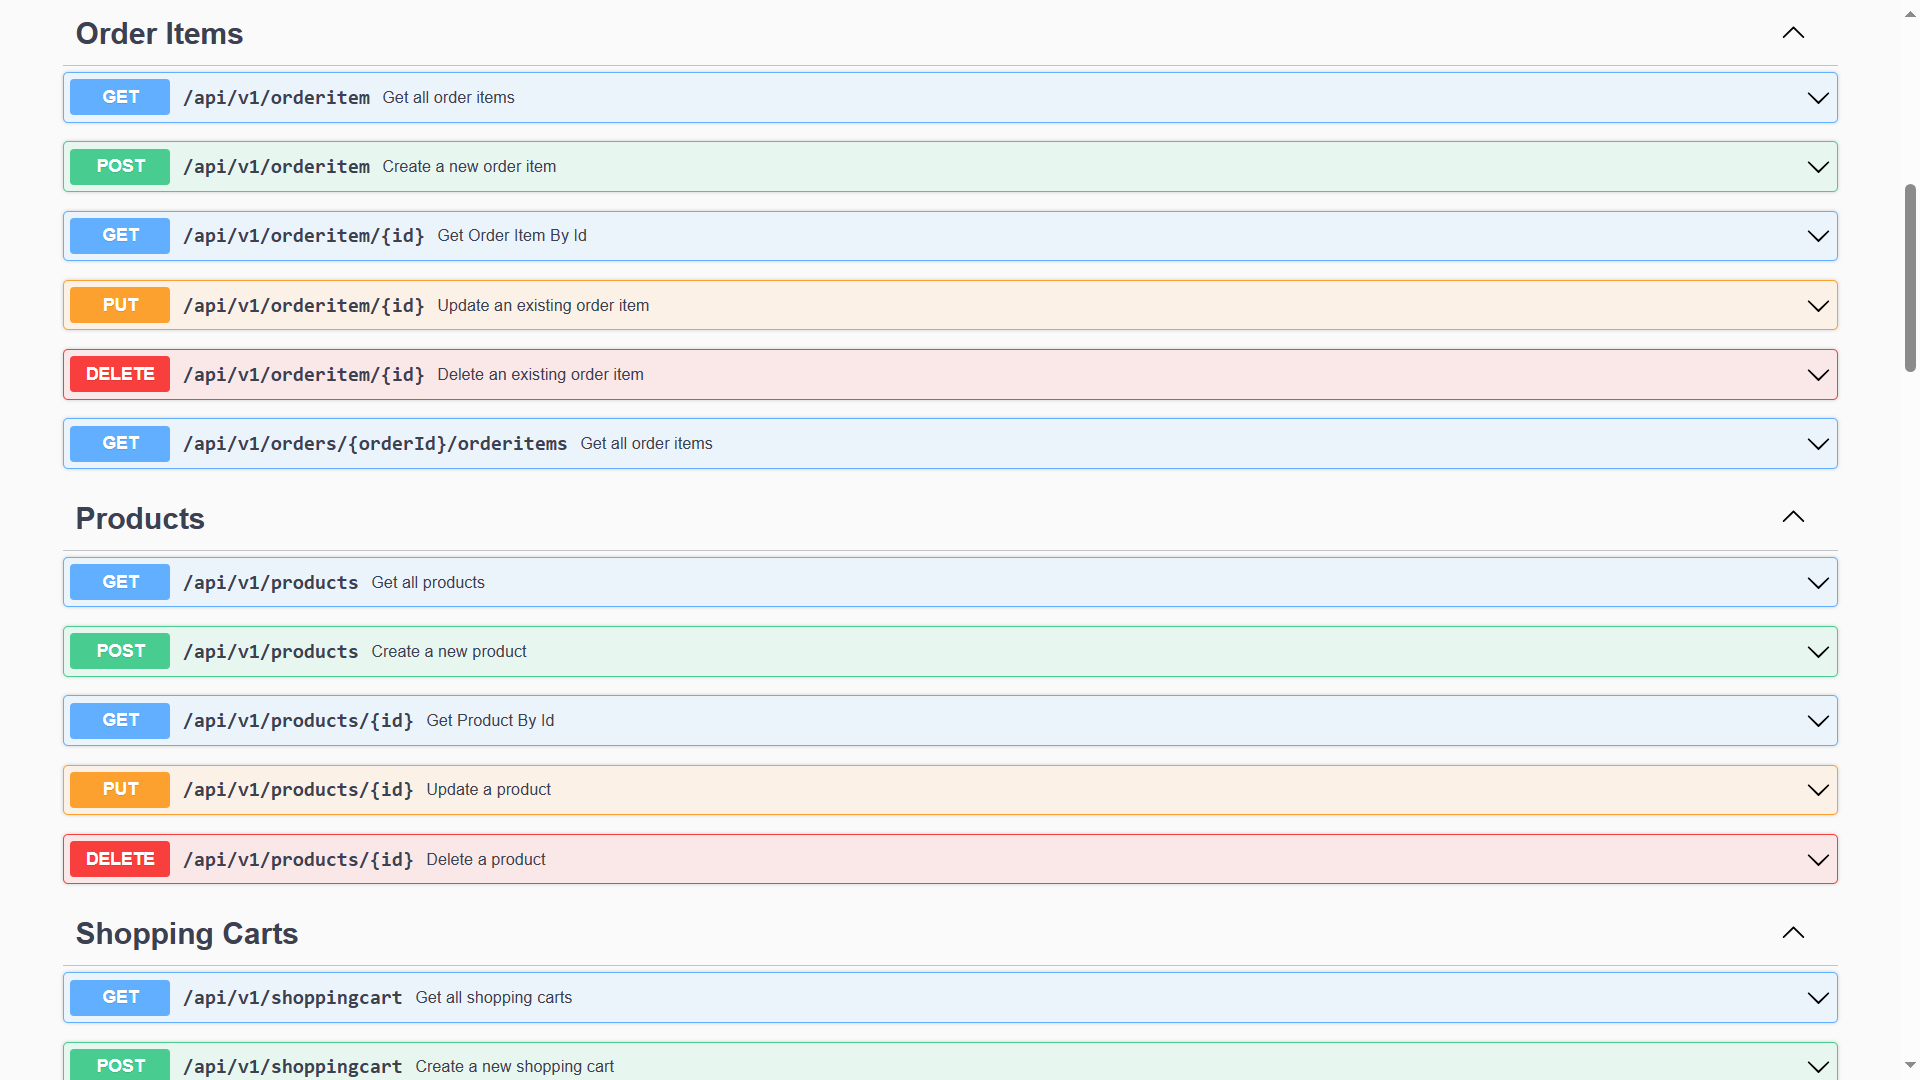 Order Items
GET /api/v1/orderitem Get all order items
POST /api/v1/orderitem Create a new order item
GET /api/v1/orderitem/{id} Get Order Item By Id
PUT /api/v1/orderitem/{id} Update an existing order item
DELETE /api/v1/orderitem/{id} Delete an existing order item
GET /api/v1/orders/{orderId}/orderitems Get all order items
Products
GET /api/v1/products Get all products
POST /api/v1/products Create a new product
GET /api/v1/products/{id} Get Product By Id
PUT /api/v1/products/{id} Update a product
DELETE /api/v1/products/{id} Delete a product
Shopping Carts
GET /api/v1/shoppingcart Get all shopping carts
POST /api/v1/shoppingcart Create a new shopping cart